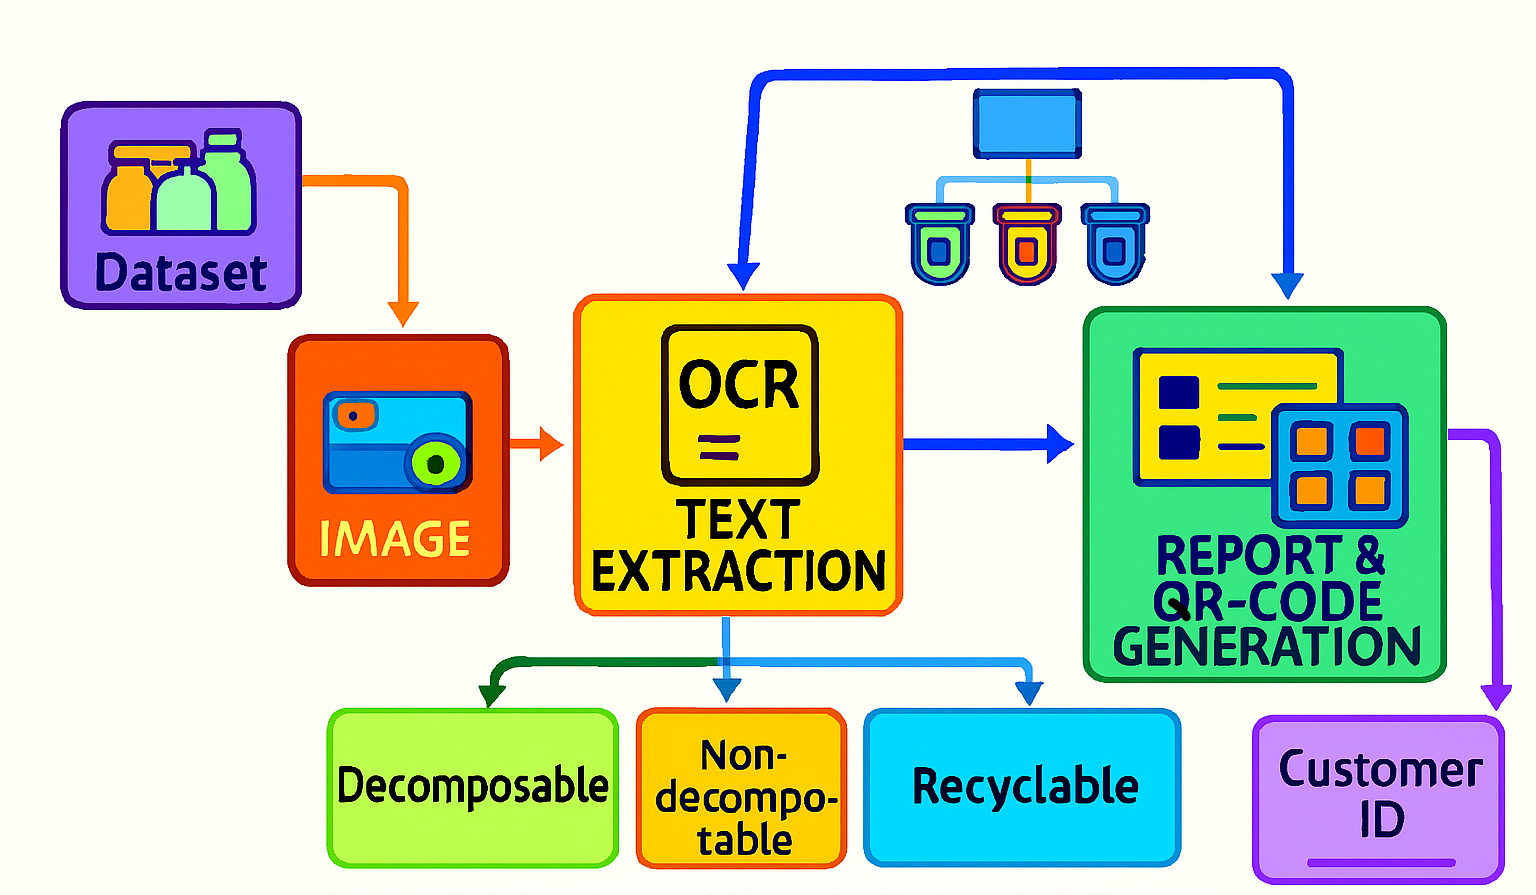 Dataset
IMAGE
OCR
TEXT
EXTRACTION
REPORT &
QR-CODE
GENERATION
Decomposable
Non-
decompo-
table
Recyclable
Customer
ID